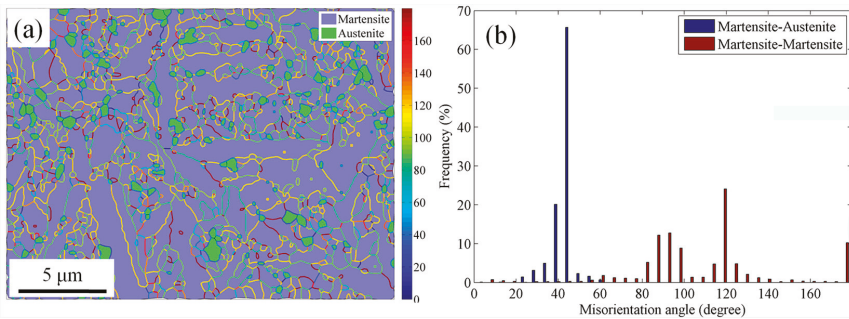 (a)
Martensite
Austenite
180
160
140
120
100
80
60
40
20
0
5 μm
(b)
Martensite-Austenite
Martensite-Martensite
Frequency (%)
70
60
50
40
30
20
10
0
0 20 40 60 80 100 120 140 160 180
Misorientation angle (degree)